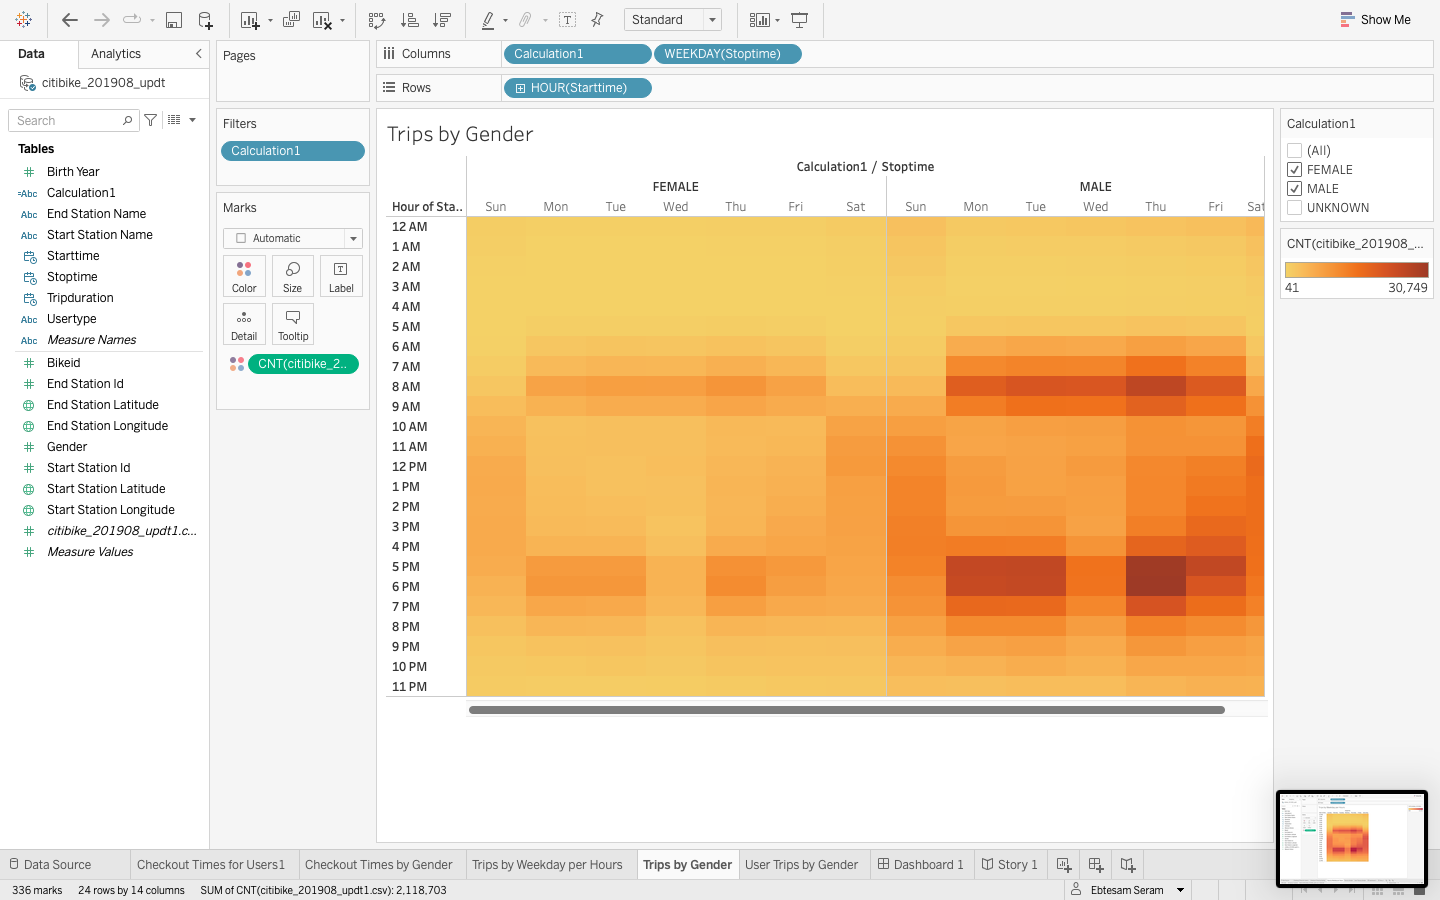 Standard
Show Me
Data
Analytics
Pages
Columns
Calculation1
WEEKDAY(Stoptime)
citibike_201908_updt
Rows
HOUR(Starttime)
Search
Filters
Calculation1
Tables
Birth Year
=Abc Calculation1
Abc End Station Name
Abc Start Station Name
Starttime
Stoptime
Tripduration
Abc Usertype
Abc Measure Names
Bikeid
End Station Id
End Station Latitude
End Station Longitude
Gender
Start Station Id
Start Station Latitude
Start Station Longitude
citibike_201908_updt1.c...
Measure Values
Marks
Automatic
Color
Size
Label
Detail
Tooltip
CNT(citibike_2..
Trips by Gender
Calculation1 / Stoptime
FEMALE
MALE
Hour of Sta..
Sun Mon Tue Wed Thu Fri Sat Sun Mon Tue Wed Thu Fri Sat
12 AM
1 AM
2 AM
3 AM
4 AM
5 AM
6 AM
7 AM
8 AM
9 AM
10 AM
11 AM
12 PM
1 PM
2 PM
3 PM
4 PM
5 PM
6 PM
7 PM
8 PM
9 PM
10 PM
11 PM
Calculation1
(All)
FEMALE
MALE
UNKNOWN
CNT(citibike_201908_...
41
30,749
Data Source
Checkout Times for Users1
Checkout Times by Gender
Trips by Weekday per Hours
Trips by Gender
User Trips by Gender
Dashboard 1
Story 1
336 marks
24 rows by 14 columns
SUM of CNT(citibike_201908_updt1.csv): 2,118,703
Ebtesam Seram